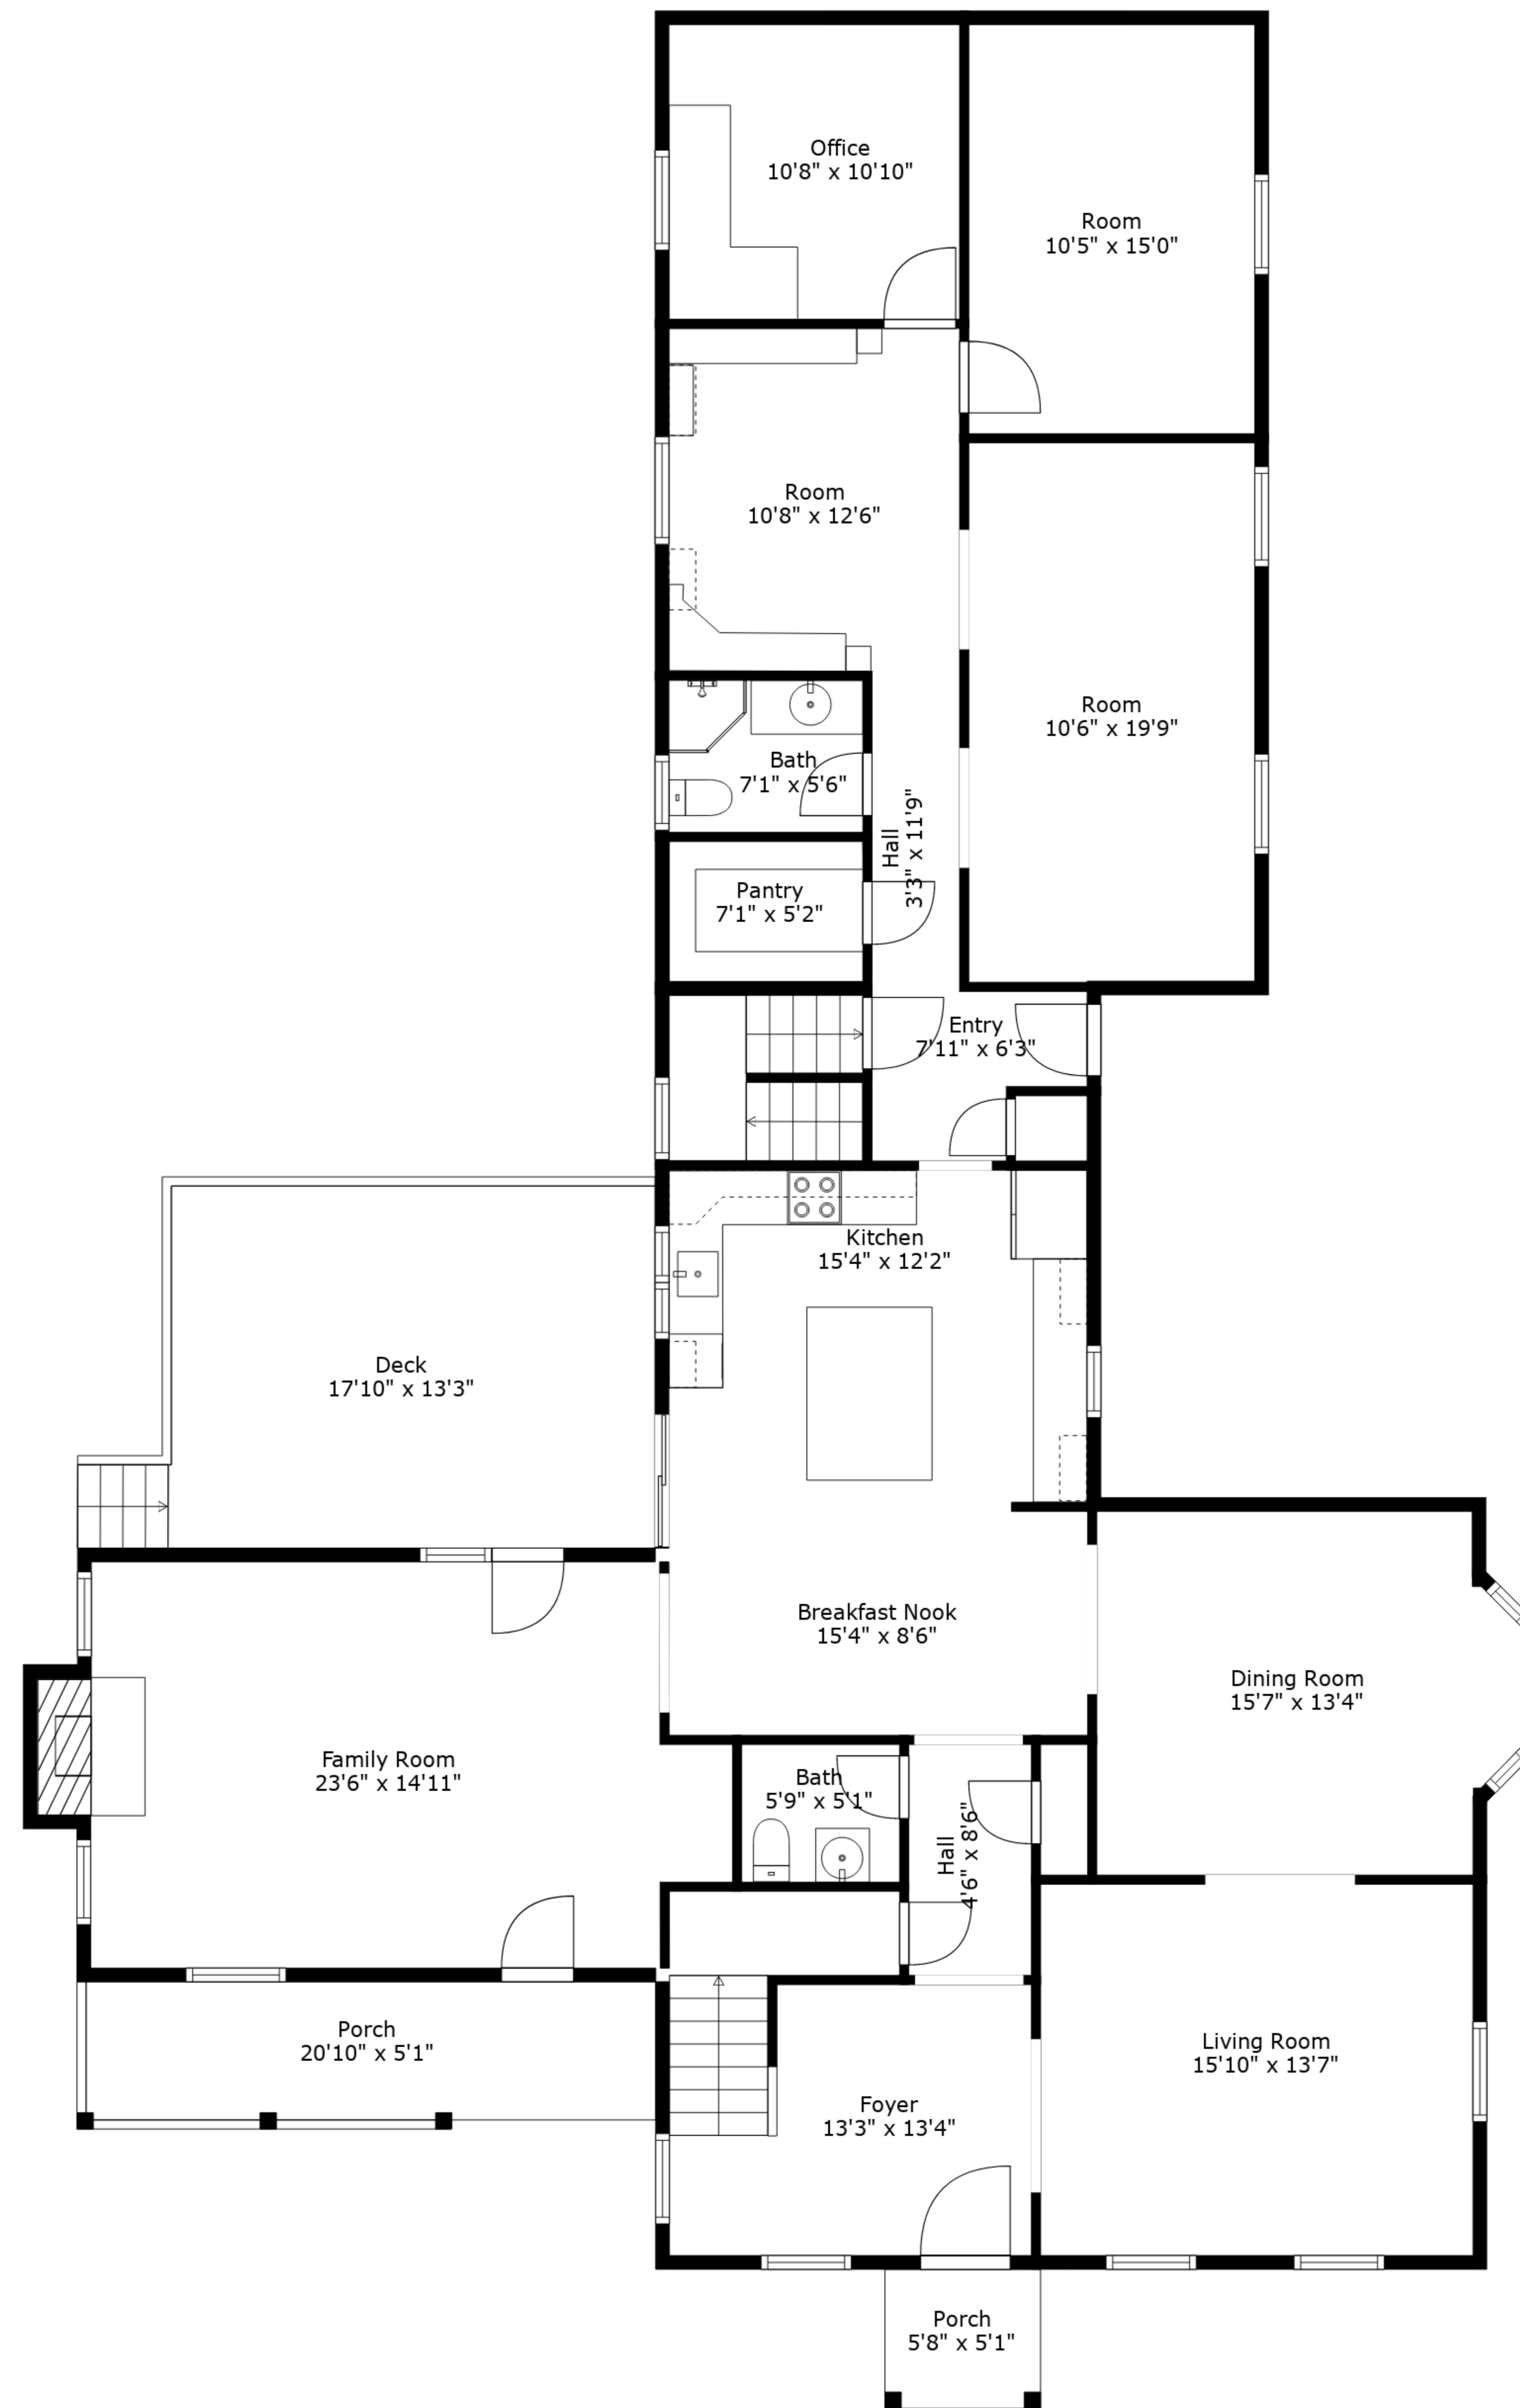 Office
10'8" x 10'10"
Room
10'5" x 15'0"
Room
10'8" x 12'6"
Room
10'6" x 19'9"
Bath
7'1" x 5'6"
Hall
3'3" x 11'9"
Pantry
7'1" x 5'2"
Entry
7'11" x 6'3"
Kitchen
15'4" x 12'2"
Deck
17'10" x 13'3"
Breakfast Nook
15'4" x 8'6"
Dining Room
15'7" x 13'4"
Family Room
23'6" x 14'11"
Bath
5'9" x 5'1"
Hall
4'6" x 8'6"
Porch
20'10" x 5'1"
Living Room
15'10" x 13'7"
Foyer
13'3" x 13'4"
Porch
5'8" x 5'1"